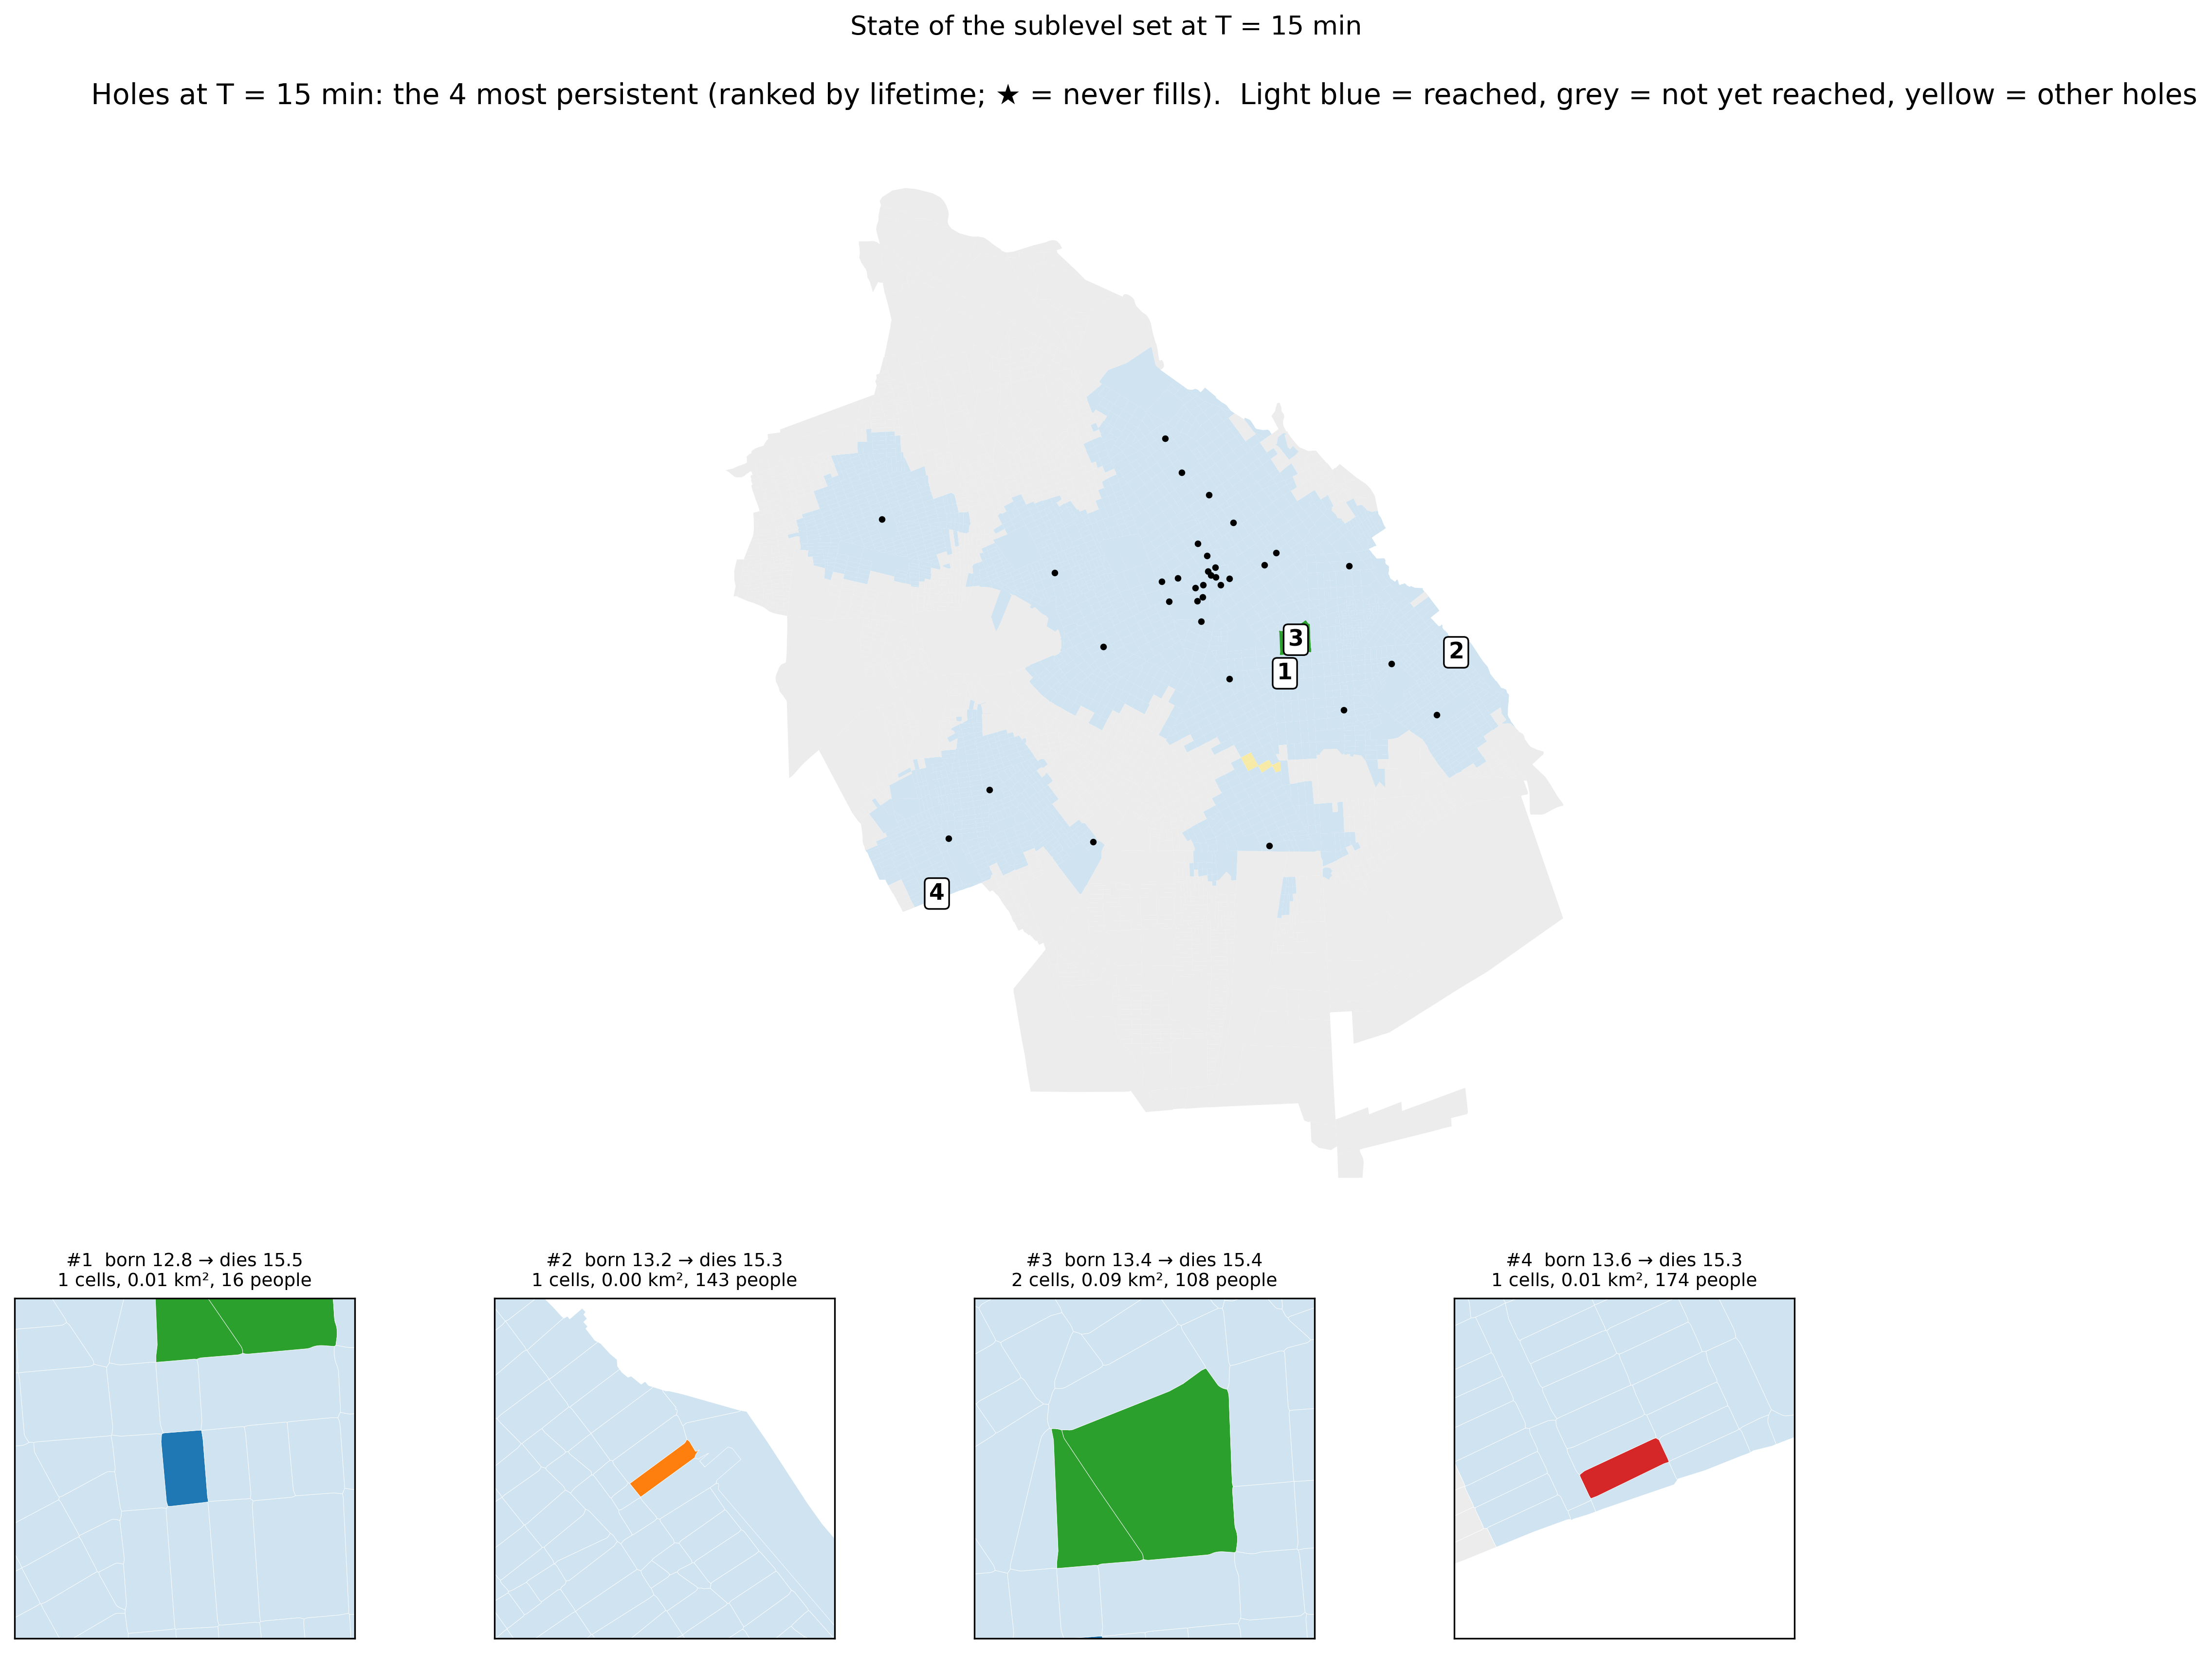 State of the sublevel set at T = 15 min
Holes at T = 15 min: the 4 most persistent (ranked by lifetime; ★ = never fills).  Light blue = reached, grey = not yet reached, yellow = other holes
3
2
1
4
#1  born 12.8 → dies 15.5
1 cells, 0.01 km², 16 people
#2  born 13.2 → dies 15.3
1 cells, 0.00 km², 143 people
#3  born 13.4 → dies 15.4
2 cells, 0.09 km², 108 people
#4  born 13.6 → dies 15.3
1 cells, 0.01 km², 174 people